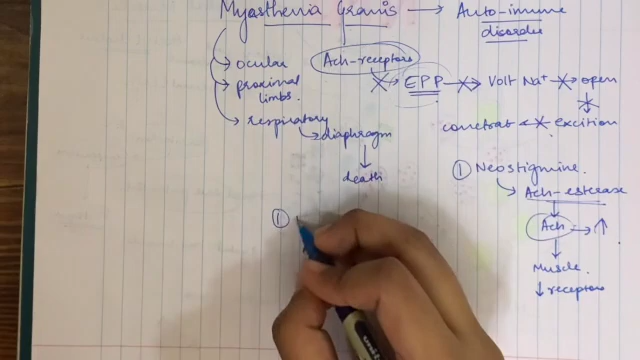 Myasthenia Gravis → Auto-immune
disorder
Ach-receptors
ocular
proximal
limbs.
EPP Volt Na⁺ open
respiratory
diaphragm
contract excition
death
① Neostigmine.
Ach-esterase
Ach → ↑
Muscle.
↓ receptors
①